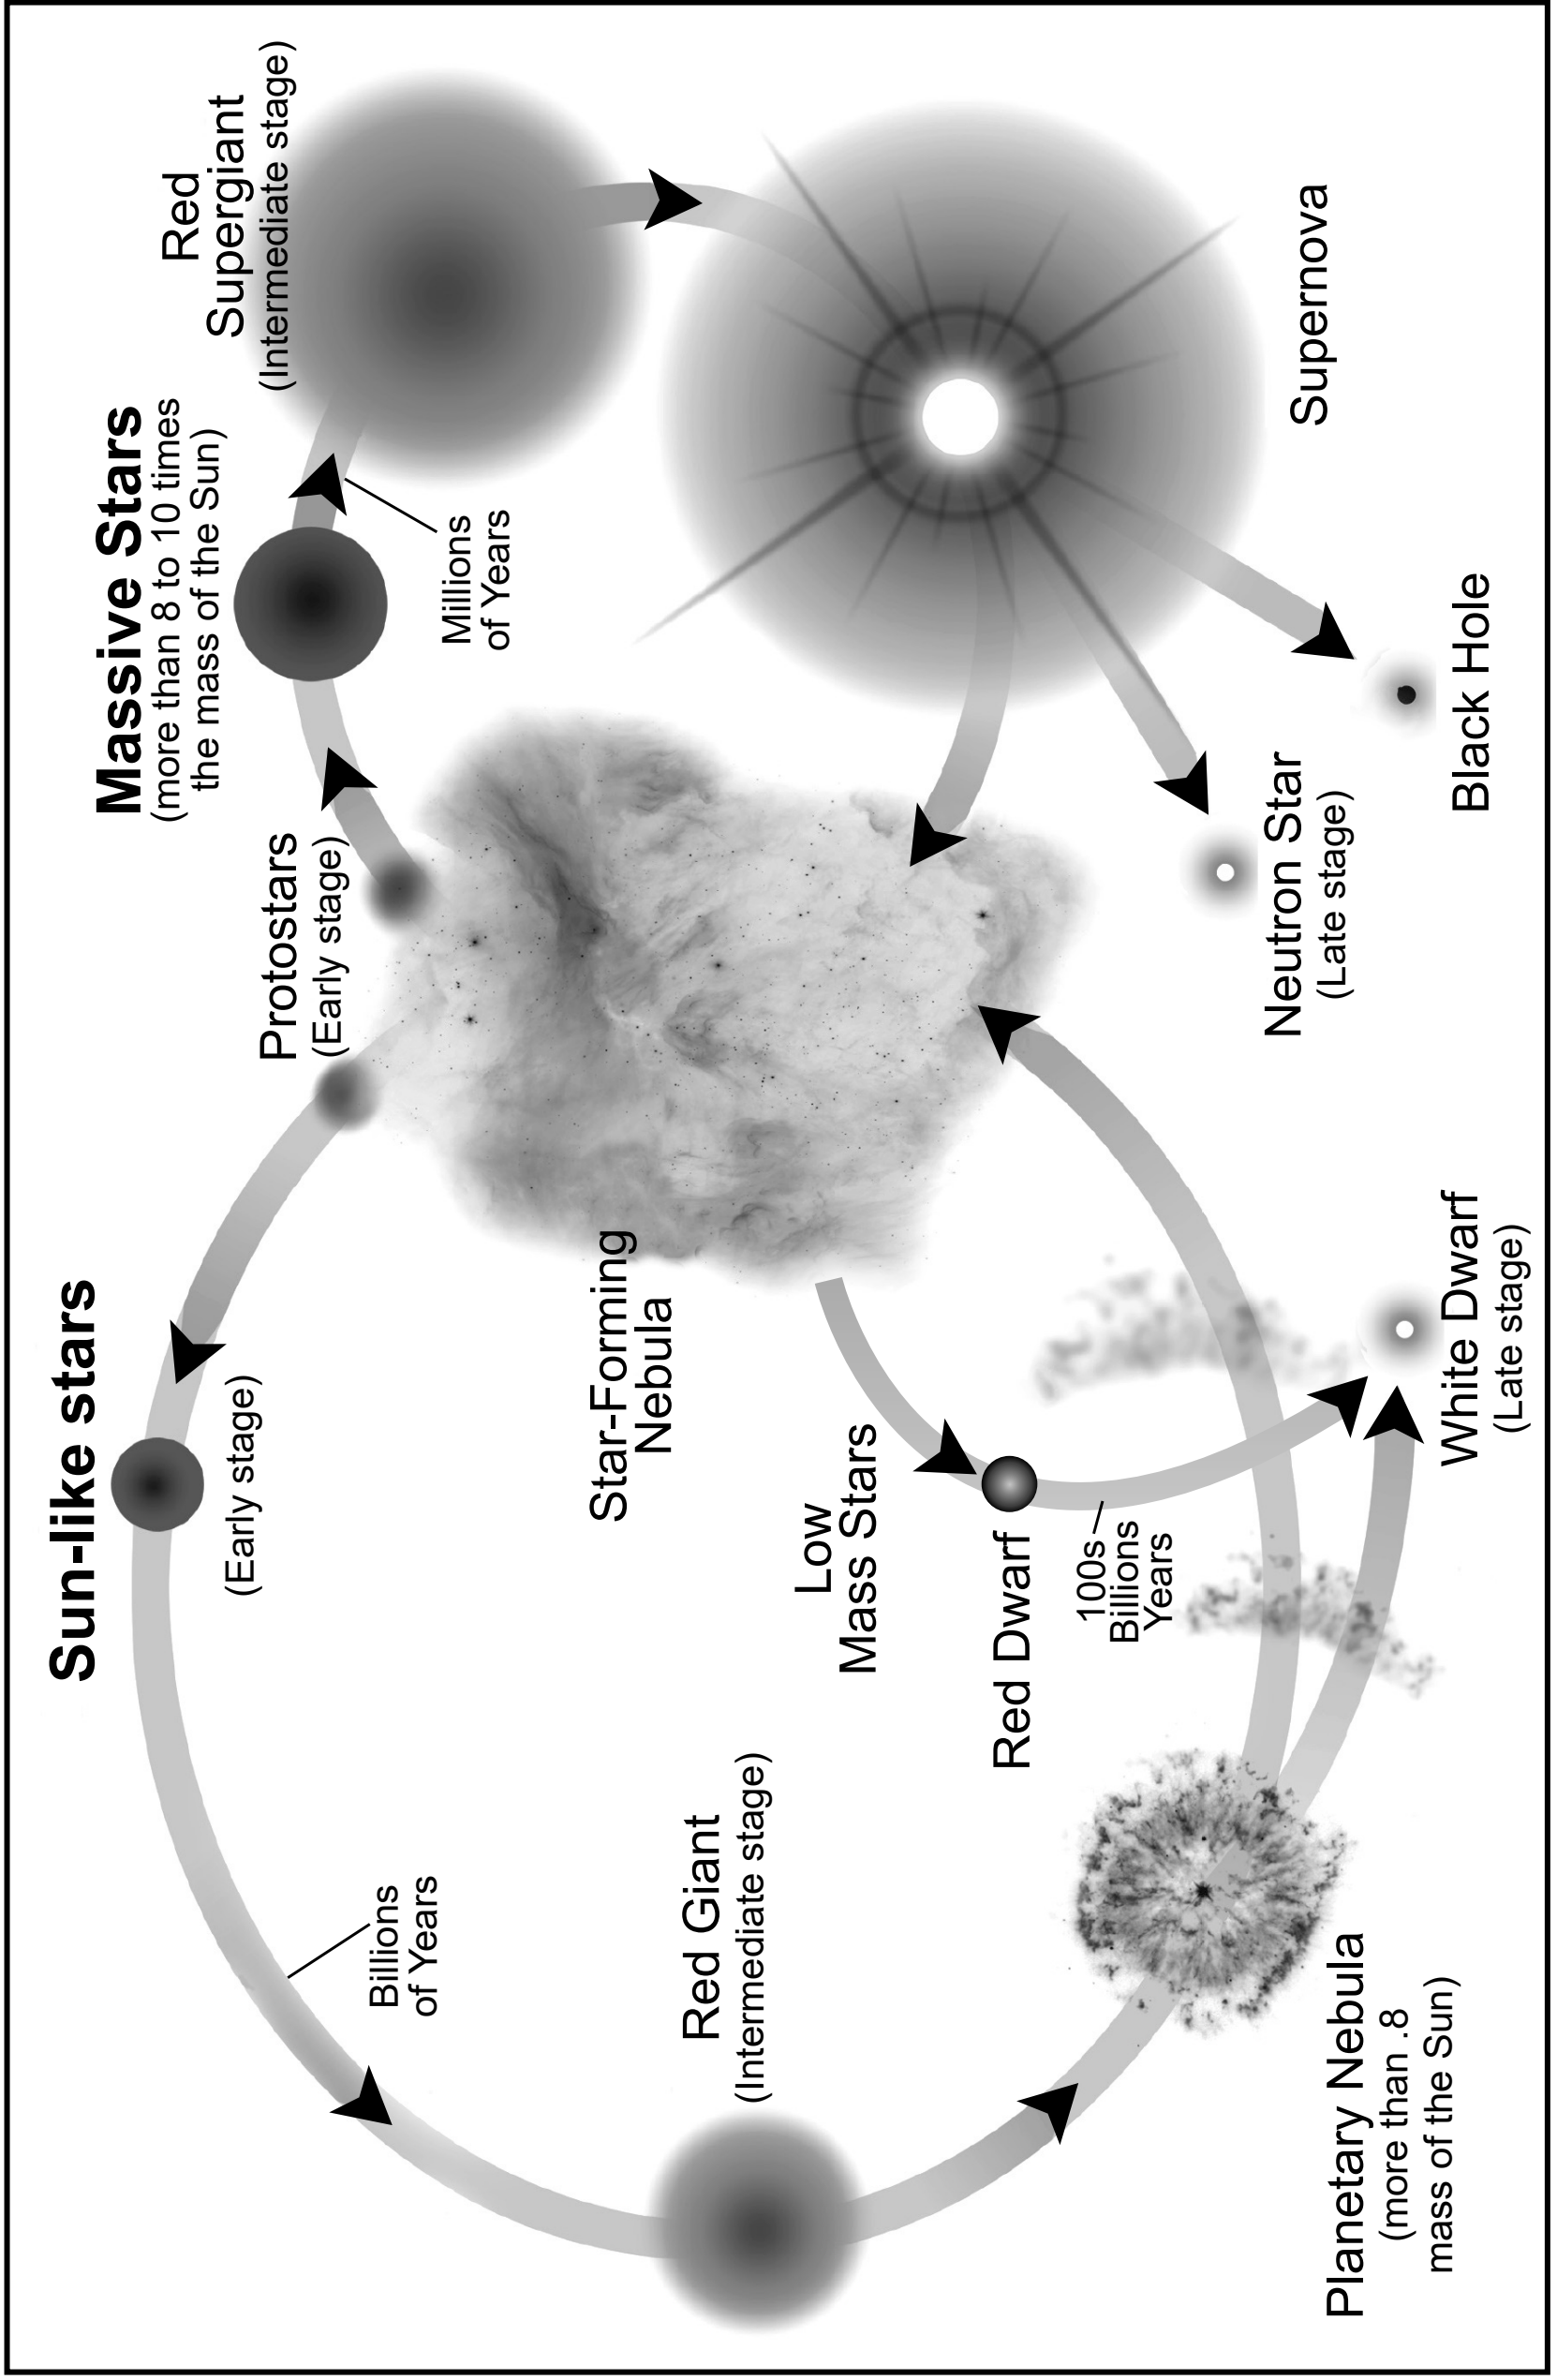 Sun-like stars
(Early stage)
Massive Stars
(more than 8 to 10 times
the mass of the Sun)
Red
Supergiant
(Intermediate stage)
Protostars
(Early stage)
Millions
of Years
Billions
of Years
Star-Forming
Nebula
Red Giant
(Intermediate stage)
Low
Mass Stars
Red Dwarf
100s
Billions
Years
Supernova
Planetary Nebula
(more than .8
mass of the Sun)
White Dwarf
(Late stage)
Neutron Star
(Late stage)
Black Hole